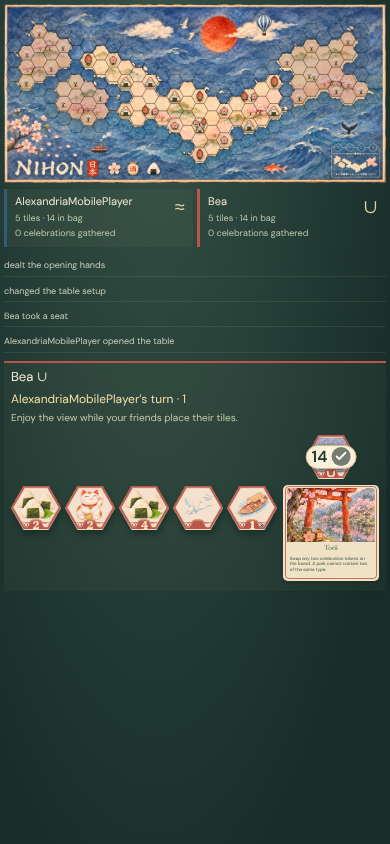 NIHON 日本
AlexandriaMobilePlayer
5 tiles · 14 in bag
0 celebrations gathered
Bea
5 tiles · 14 in bag
0 celebrations gathered
dealt the opening hands
changed the table setup
Bea took a seat
AlexandriaMobilePlayer opened the table
Bea
AlexandriaMobilePlayer's turn · 1
Enjoy the view while your friends place their tiles.
14
2
2
4
1
Torii
Swap any two celebration tokens on
the board. A park cannot contain two
of the same type.